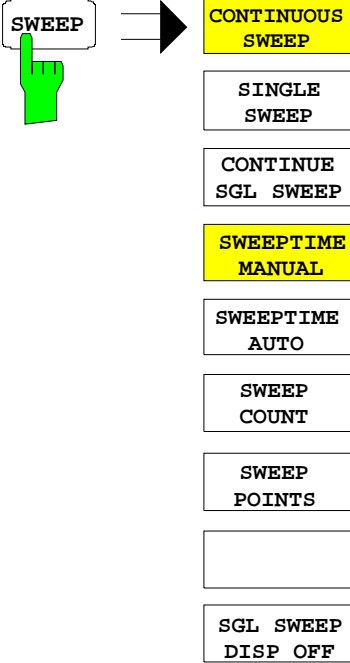 SWEEP
CONTINUOUS
SWEEP
SINGLE
SWEEP
CONTINUE
SGL SWEEP
SWEEPTIME
MANUAL
SWEEPTIME
AUTO
SWEEP
COUNT
SWEEP
POINTS
SGL SWEEP
DISP OFF